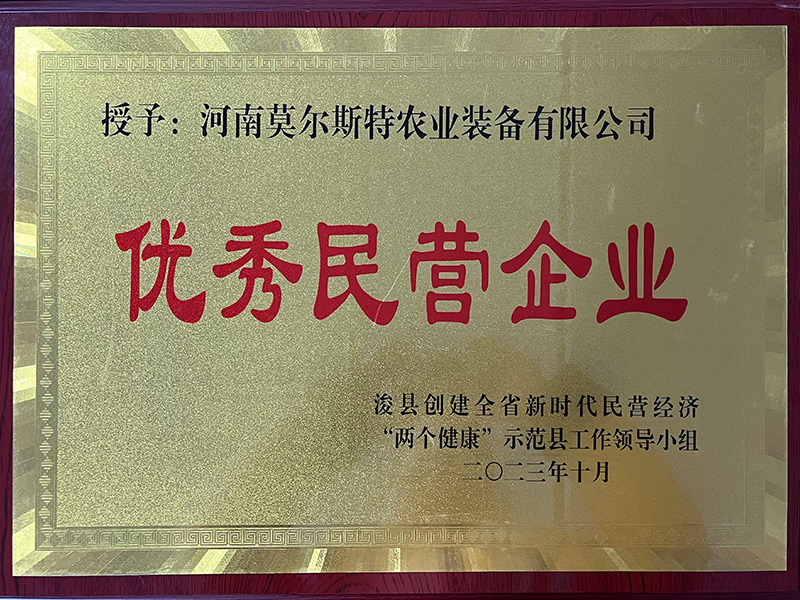 授予：河南莫尔斯特农业装备有限公司
优秀民营企业
浚县创建全省新时代民营经济
“两个健康”示范县工作领导小组
二〇二三年十月